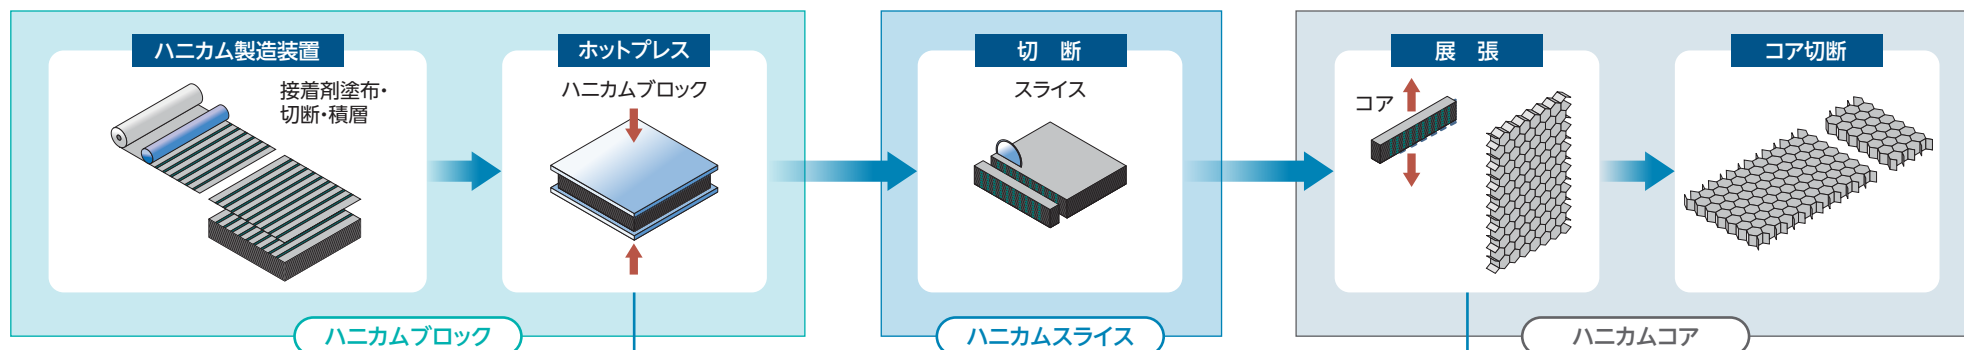 ハニカム製造装置
接着剤塗布・
切断・積層
ホットプレス
ハニカムブロック
切 断
スライス
展 張
コア
コア切断
ハニカムブロック
ハニカムスライス
ハニカムコア